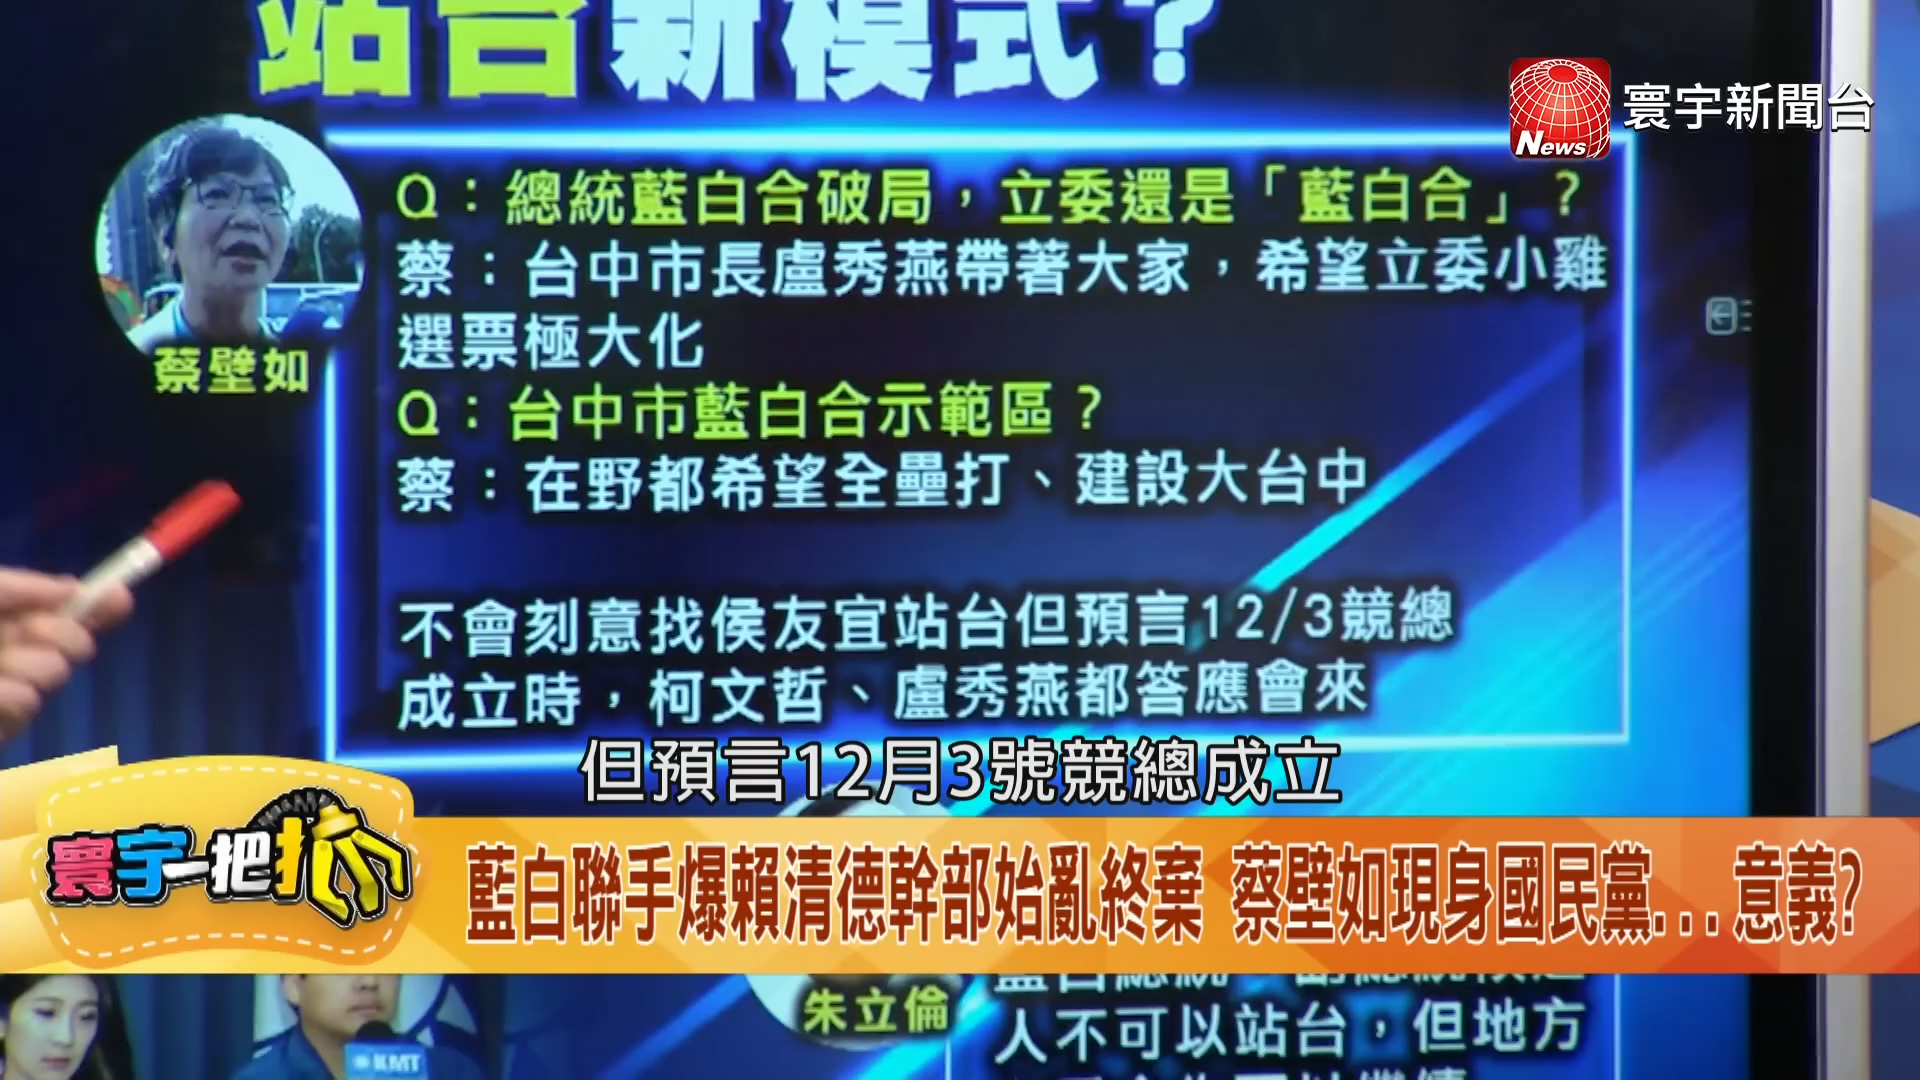 站台新模式?
News
寰宇新聞台
Q：總統藍白合破局，立委還是「藍白合」？
蔡：台中市長盧秀燕帶著大家，希望立委小雞
選票極大化
蔡壁如
Q：台中市藍白合示範區？
蔡：在野都希望全壘打、建設大台中
不會刻意找侯友宜站台但預言12/3競總
成立時，柯文哲、盧秀燕都答應會來
但預言12月3號競總成立
寰宇一把抓
藍白聯手爆賴清德幹部始亂終棄 蔡壁如現身國民黨...意義?
朱立倫
人不可以站台，但地方
KMT